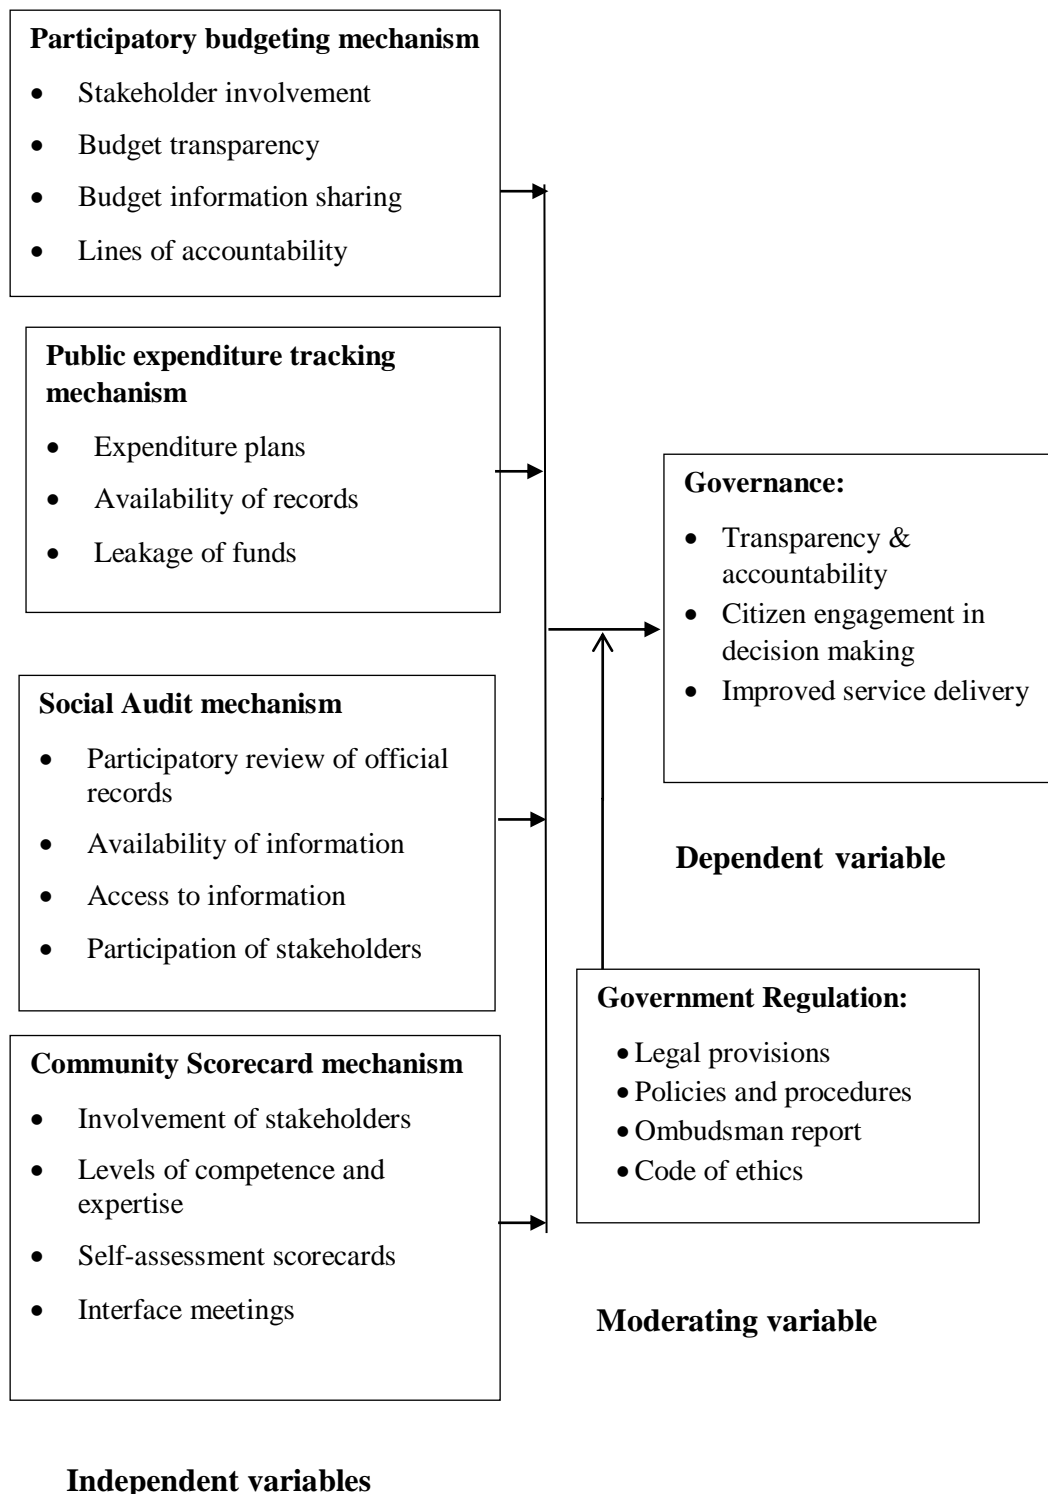 Participatory budgeting mechanism
• Stakeholder involvement
• Budget transparency
• Budget information sharing
• Lines of accountability
Public expenditure tracking
mechanism
• Expenditure plans
• Availability of records
• Leakage of funds
Social Audit mechanism
• Participatory review of official
records
• Availability of information
• Access to information
• Participation of stakeholders
Community Scorecard mechanism
• Involvement of stakeholders
• Levels of competence and
expertise
• Self-assessment scorecards
• Interface meetings
Independent variables
Governance:
• Transparency &
accountability
• Citizen engagement in
decision making
• Improved service delivery
Dependent variable
Government Regulation:
• Legal provisions
• Policies and procedures
• Ombudsman report
• Code of ethics
Moderating variable